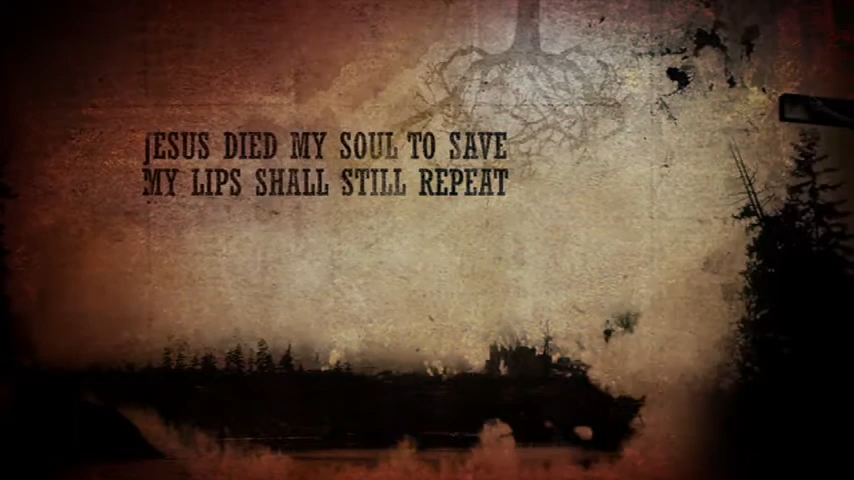 JESUS DIED MY SOUL TO SAVE
MY LIPS SHALL STILL REPEAT